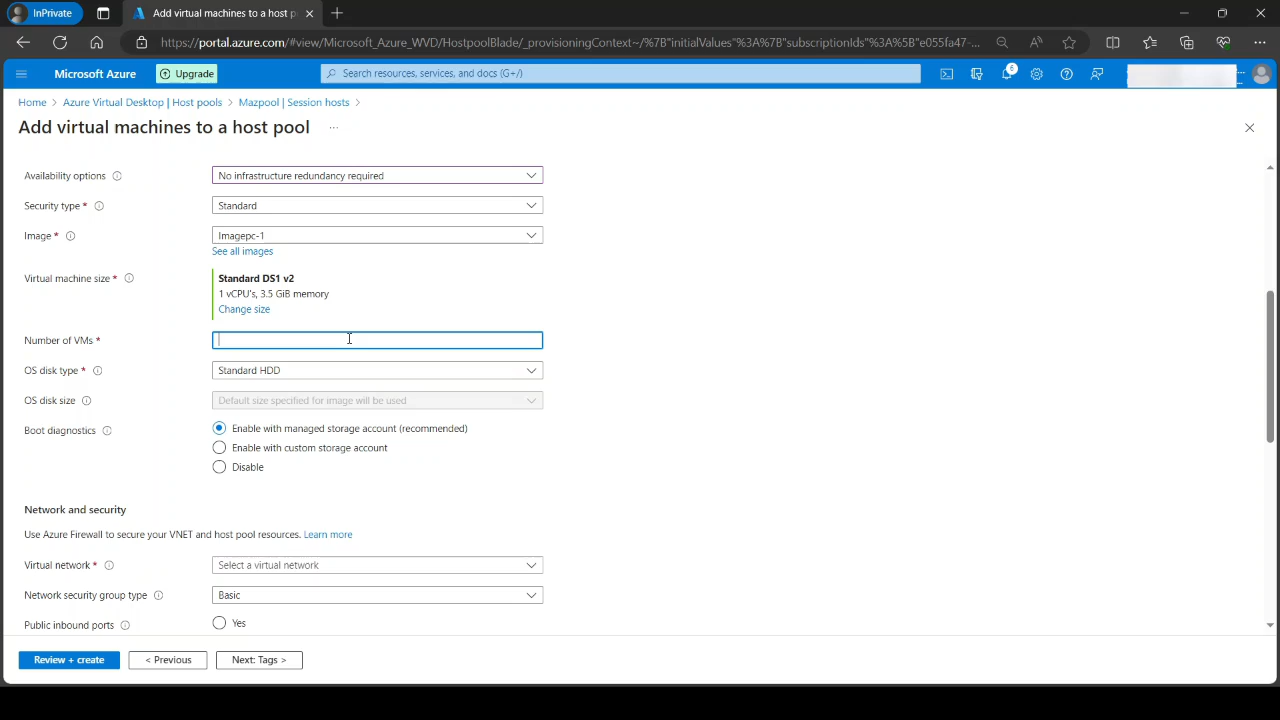 InPrivate
Add virtual machines to a host p
https://portal.azure.com/#view/Microsoft_Azure_WVD/HostpoolBlade/_provisioningContext~/%7B"initialValues"%3A%7B"subscriptionIds"%3A%5B"e055fa47-...
Microsoft Azure
Upgrade
Search resources, services, and docs (G+/)
6
...
Home > Azure Virtual Desktop | Host pools > Mazpool | Session hosts >
Add virtual machines to a host pool ...
Availability options
No infrastructure redundancy required
Security type *
Standard
Image *
Imagepc-1
See all images
Virtual machine size *
Standard DS1 v2
1 vCPU's, 3.5 GiB memory
Change size
Number of VMs *
OS disk type *
Standard HDD
OS disk size
Default size specified for image will be used
Boot diagnostics
Enable with managed storage account (recommended)
Enable with custom storage account
Disable
Network and security
Use Azure Firewall to secure your VNET and host pool resources. Learn more
Virtual network *
Select a virtual network
Network security group type
Basic
Public inbound ports
Yes
Review + create
< Previous
Next: Tags >